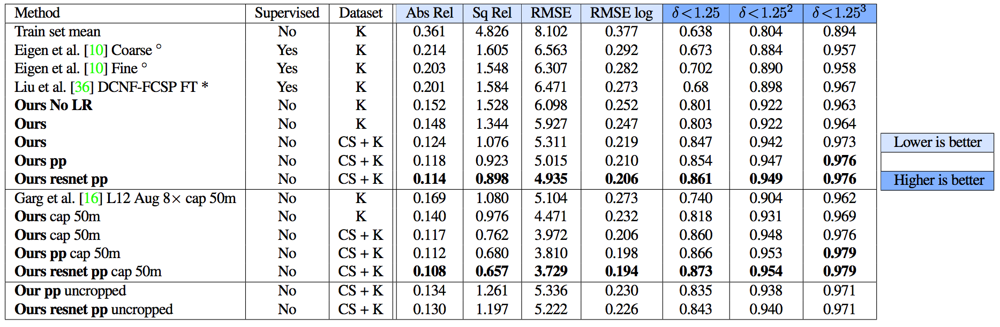 Method Supervised Dataset Abs Rel Sq Rel RMSE RMSE log δ<1.25 δ<1.25² δ<1.25³
Train set mean No K 0.361 4.826 8.102 0.377 0.638 0.804 0.894
Eigen et al. [10] Coarse ° Yes K 0.214 1.605 6.563 0.292 0.673 0.884 0.957
Eigen et al. [10] Fine ° Yes K 0.203 1.548 6.307 0.282 0.702 0.890 0.958
Liu et al. [36] DCNF-FCSP FT * Yes K 0.201 1.584 6.471 0.273 0.68 0.898 0.967
Ours No LR No K 0.152 1.528 6.098 0.252 0.801 0.922 0.963
Ours No K 0.148 1.344 5.927 0.247 0.803 0.922 0.964
Ours No CS + K 0.124 1.076 5.311 0.219 0.847 0.942 0.973
Lower is better
Ours pp No CS + K 0.118 0.923 5.015 0.210 0.854 0.947 0.976
Ours resnet pp No CS + K 0.114 0.898 4.935 0.206 0.861 0.949 0.976
Higher is better
Garg et al. [16] L12 Aug 8× cap 50m No K 0.169 1.080 5.104 0.273 0.740 0.904 0.962
Ours cap 50m No K 0.140 0.976 4.471 0.232 0.818 0.931 0.969
Ours cap 50m No CS + K 0.117 0.762 3.972 0.206 0.860 0.948 0.976
Ours pp cap 50m No CS + K 0.112 0.680 3.810 0.198 0.866 0.953 0.979
Ours resnet pp cap 50m No CS + K 0.108 0.657 3.729 0.194 0.873 0.954 0.979
Our pp uncropped No CS + K 0.134 1.261 5.336 0.230 0.835 0.938 0.971
Ours resnet pp uncropped No CS + K 0.130 1.197 5.222 0.226 0.843 0.940 0.971